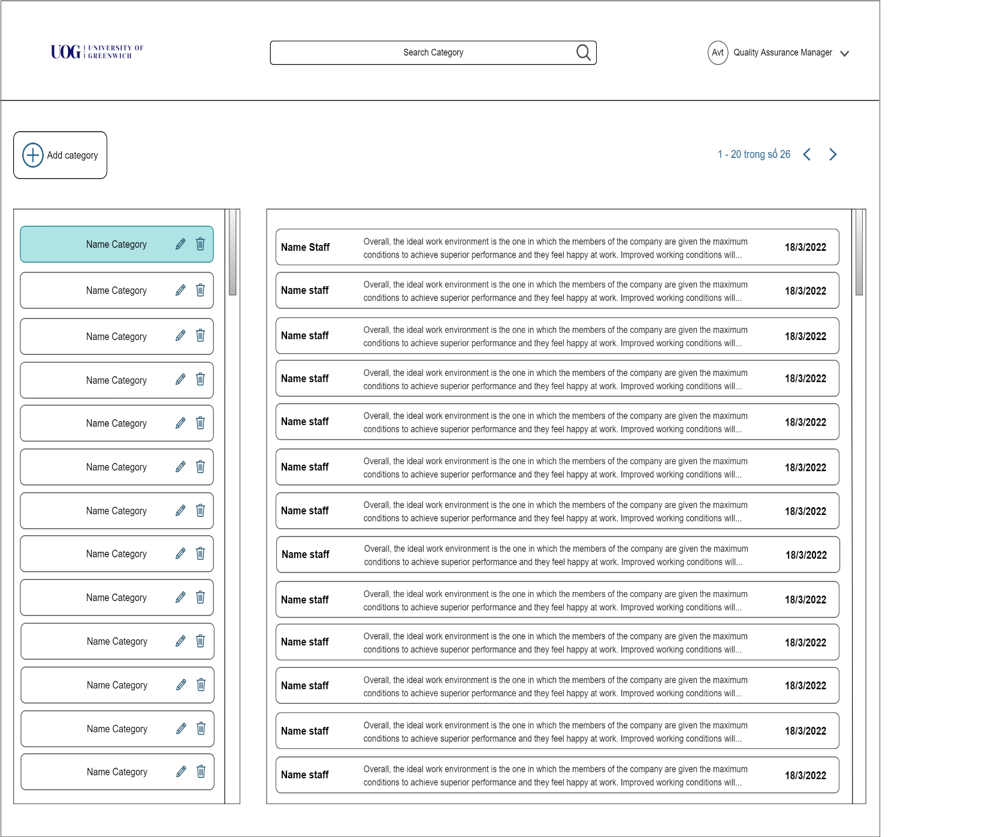 UOG UNIVERSITY OF
GREENWICH
Search Category
Avt Quality Assurance Manager
Add category
1 - 20 trong số 26
Name Category
Name Category
Name Category
Name Category
Name Category
Name Category
Name Category
Name Category
Name Category
Name Category
Name Category
Name Category
Name Category
Name Staff
Overall, the ideal work environment is the one in which the members of the company are given the maximum
conditions to achieve superior performance and they feel happy at work. Improved working conditions will...
18/3/2022
Name staff
Overall, the ideal work environment is the one in which the members of the company are given the maximum
conditions to achieve superior performance and they feel happy at work. Improved working conditions will...
18/3/2022
Name staff
Overall, the ideal work environment is the one in which the members of the company are given the maximum
conditions to achieve superior performance and they feel happy at work. Improved working conditions will...
18/3/2022
Name staff
Overall, the ideal work environment is the one in which the members of the company are given the maximum
conditions to achieve superior performance and they feel happy at work. Improved working conditions will...
18/3/2022
Name staff
Overall, the ideal work environment is the one in which the members of the company are given the maximum
conditions to achieve superior performance and they feel happy at work. Improved working conditions will...
18/3/2022
Name staff
Overall, the ideal work environment is the one in which the members of the company are given the maximum
conditions to achieve superior performance and they feel happy at work. Improved working conditions will...
18/3/2022
Name staff
Overall, the ideal work environment is the one in which the members of the company are given the maximum
conditions to achieve superior performance and they feel happy at work. Improved working conditions will...
18/3/2022
Name staff
Overall, the ideal work environment is the one in which the members of the company are given the maximum
conditions to achieve superior performance and they feel happy at work. Improved working conditions will...
18/3/2022
Name staff
Overall, the ideal work environment is the one in which the members of the company are given the maximum
conditions to achieve superior performance and they feel happy at work. Improved working conditions will...
18/3/2022
Name staff
Overall, the ideal work environment is the one in which the members of the company are given the maximum
conditions to achieve superior performance and they feel happy at work. Improved working conditions will...
18/3/2022
Name staff
Overall, the ideal work environment is the one in which the members of the company are given the maximum
conditions to achieve superior performance and they feel happy at work. Improved working conditions will...
18/3/2022
Name staff
Overall, the ideal work environment is the one in which the members of the company are given the maximum
conditions to achieve superior performance and they feel happy at work. Improved working conditions will...
18/3/2022
Name staff
Overall, the ideal work environment is the one in which the members of the company are given the maximum
conditions to achieve superior performance and they feel happy at work. Improved working conditions will...
18/3/2022